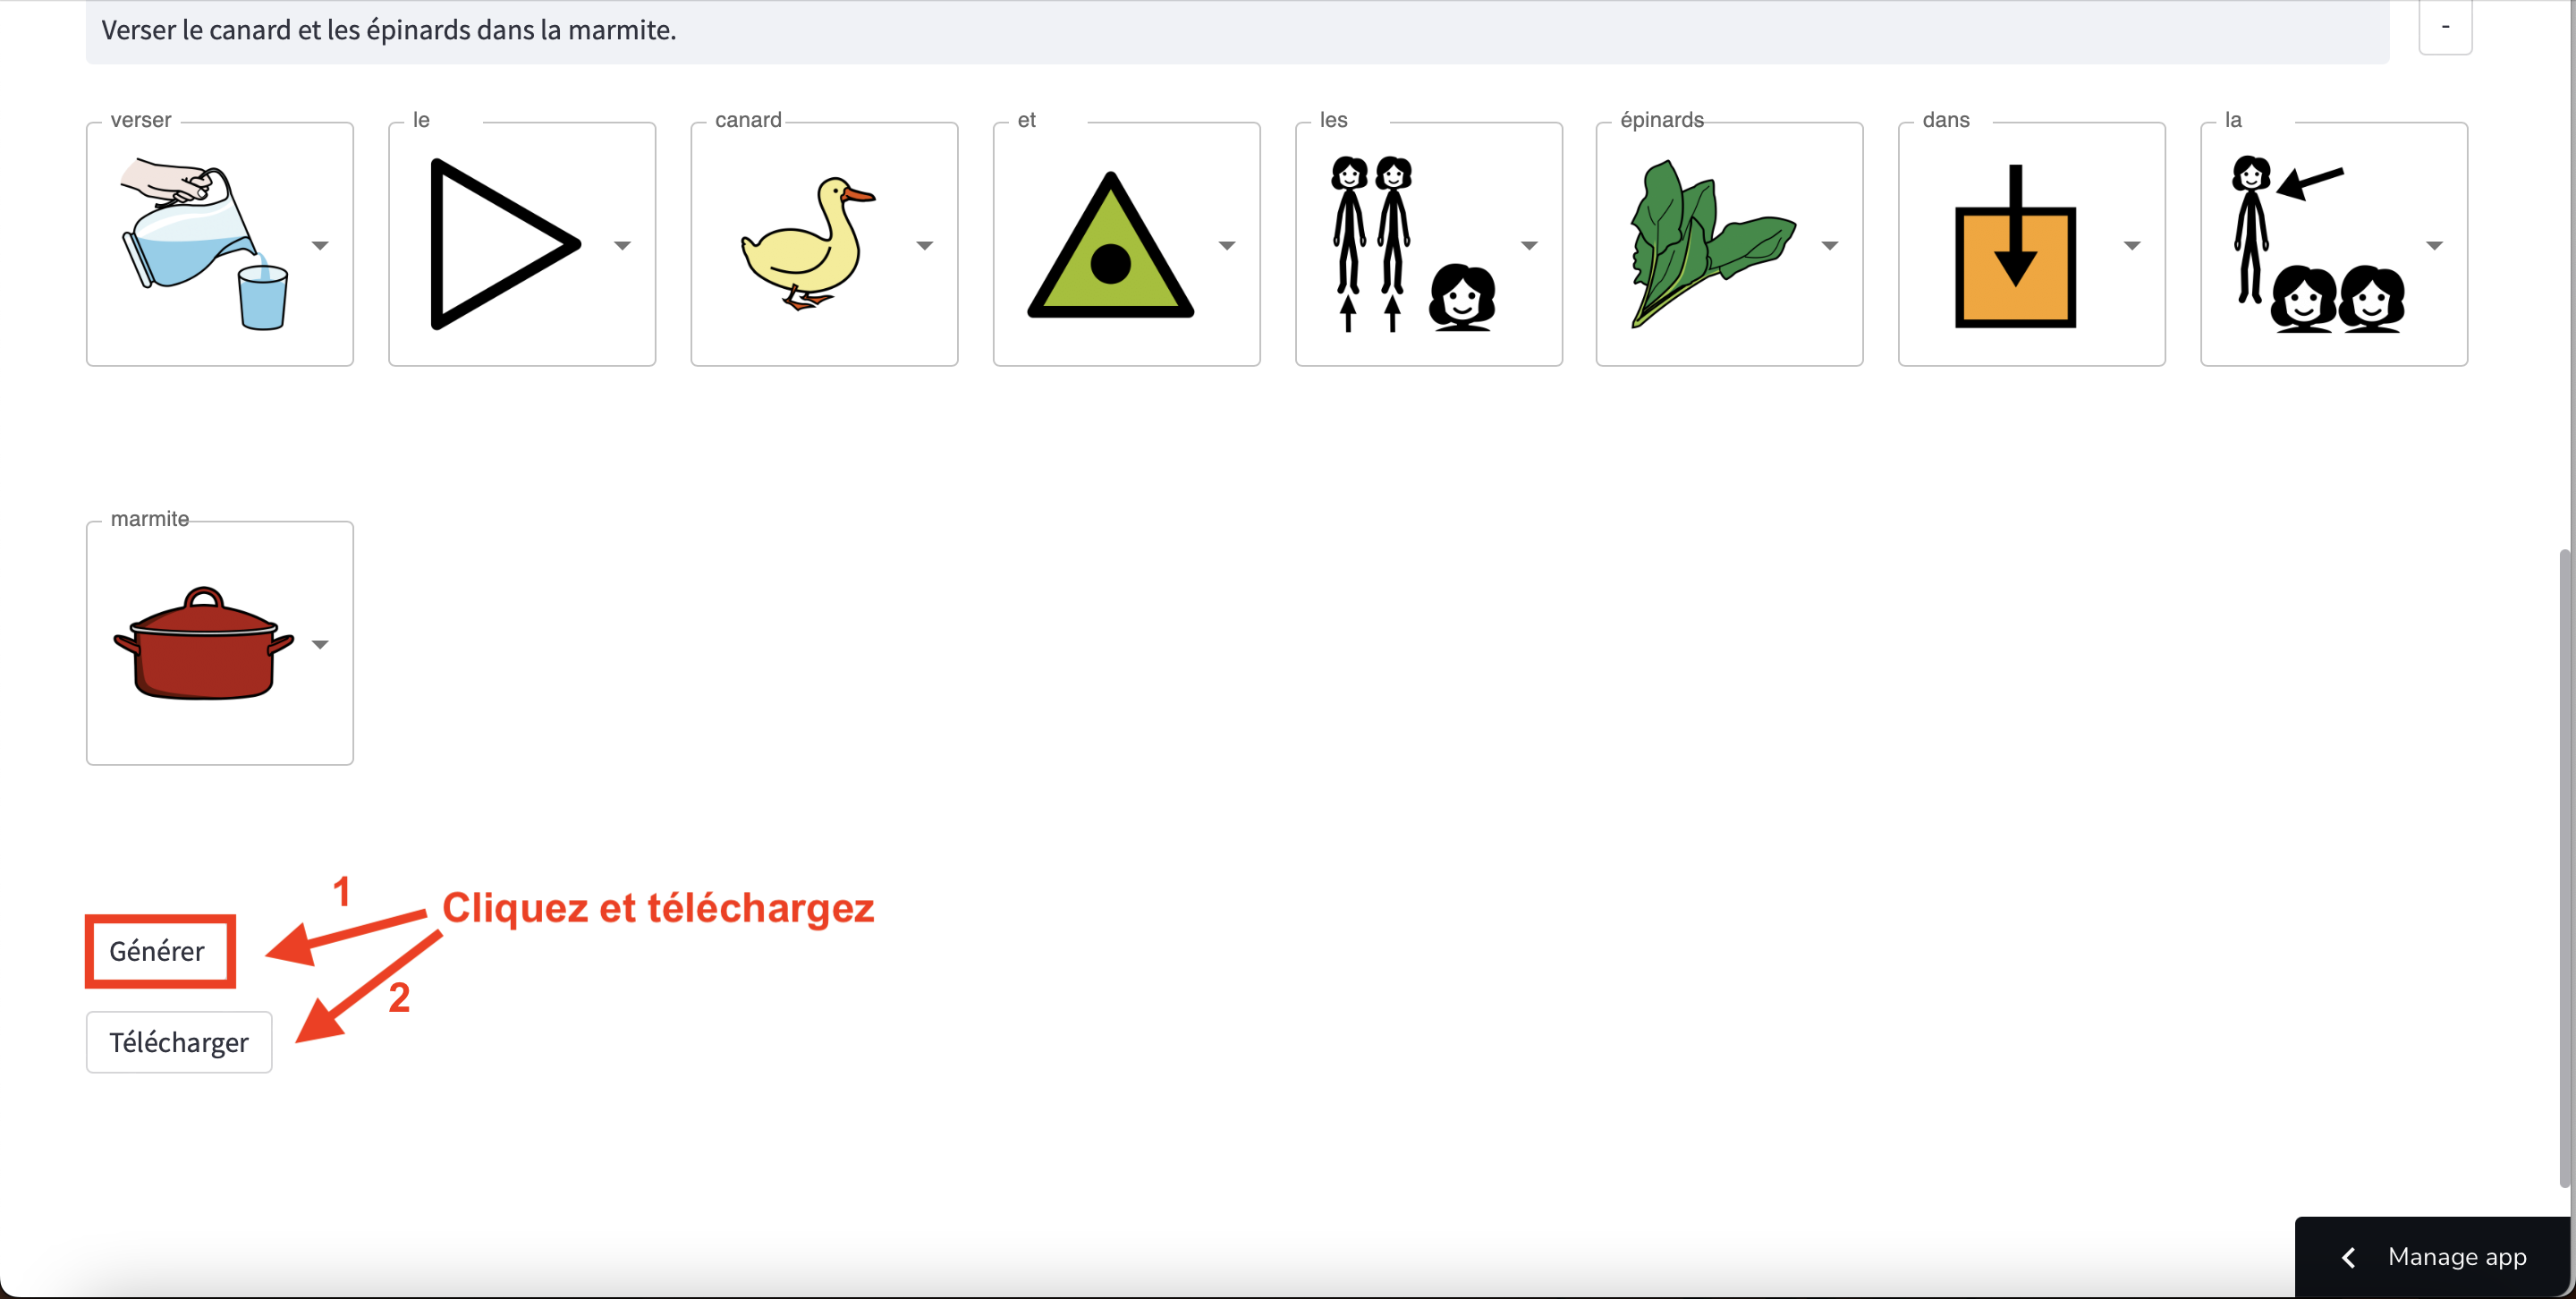 Verser le canard et les épinards dans la marmite.
-
verser
le
canard
et
les
épinards
dans
la
marmite
1
Cliquez et téléchargez
Générer
2
Télécharger
Manage app